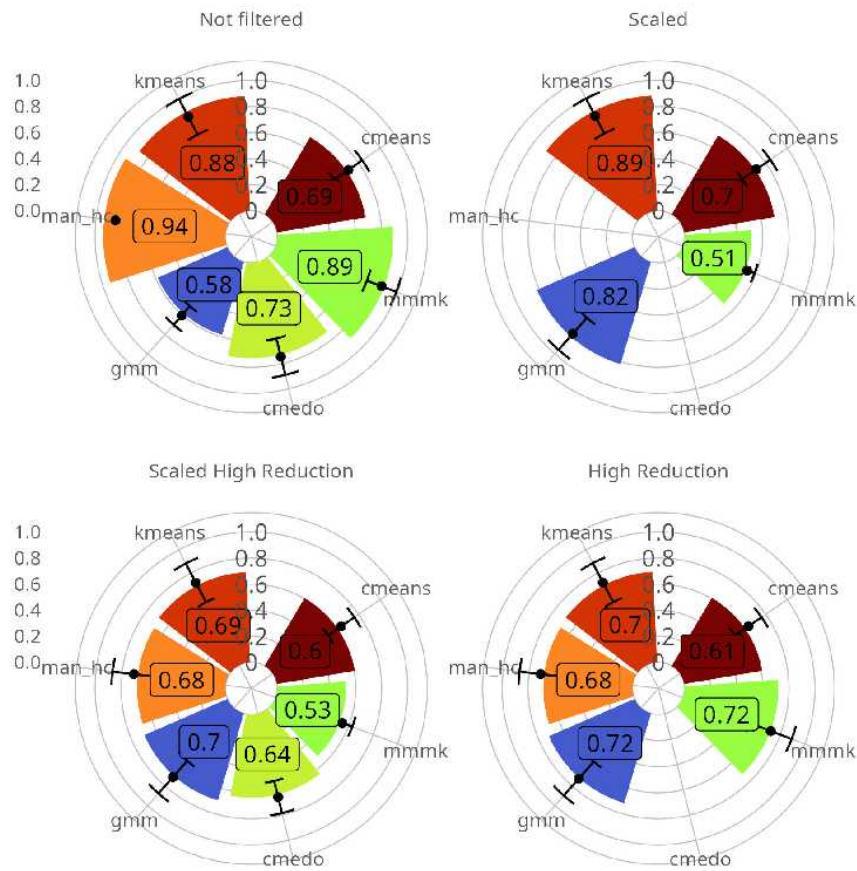 Not filtered
1.0
0.8
0.6
0.4
0.2
0.0
kmeans
1.0
0.8
0.6
0.4
0.2
0
cmeans
0.88
0.69
man_hc
0.94
0.89
0.58
0.73
mmmk
gmm
cmedo
Scaled
kmeans
1.0
0.8
0.6
0.4
0.2
0
cmeans
0.89
0.7
man_hc
0.51
0.82
mmmk
gmm
cmedo
Scaled High Reduction
1.0
0.8
0.6
0.4
0.2
0.0
kmeans
1.0
0.8
0.6
0.4
0.2
0
cmeans
0.69
0.6
man_hc
0.68
0.53
0.7
0.64
mmmk
gmm
cmedo
High Reduction
kmeans
1.0
0.8
0.6
0.4
0.2
0
cmeans
0.7
0.61
man_hc
0.68
0.72
0.72
mmmk
gmm
cmedo